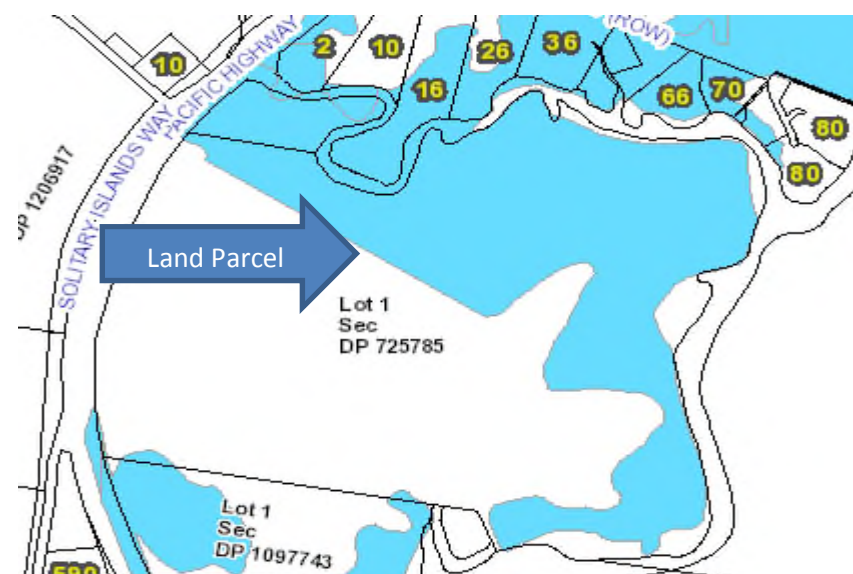 (ROW)
2
10
26
36
10
16
66
70
80
80
SOLITARY ISLANDS WAY
PACIFIC HIGHWAY
DP 1206917
Land Parcel
Lot 1
Sec
DP 725785
Lot 1
Sec
DP 1097743
580